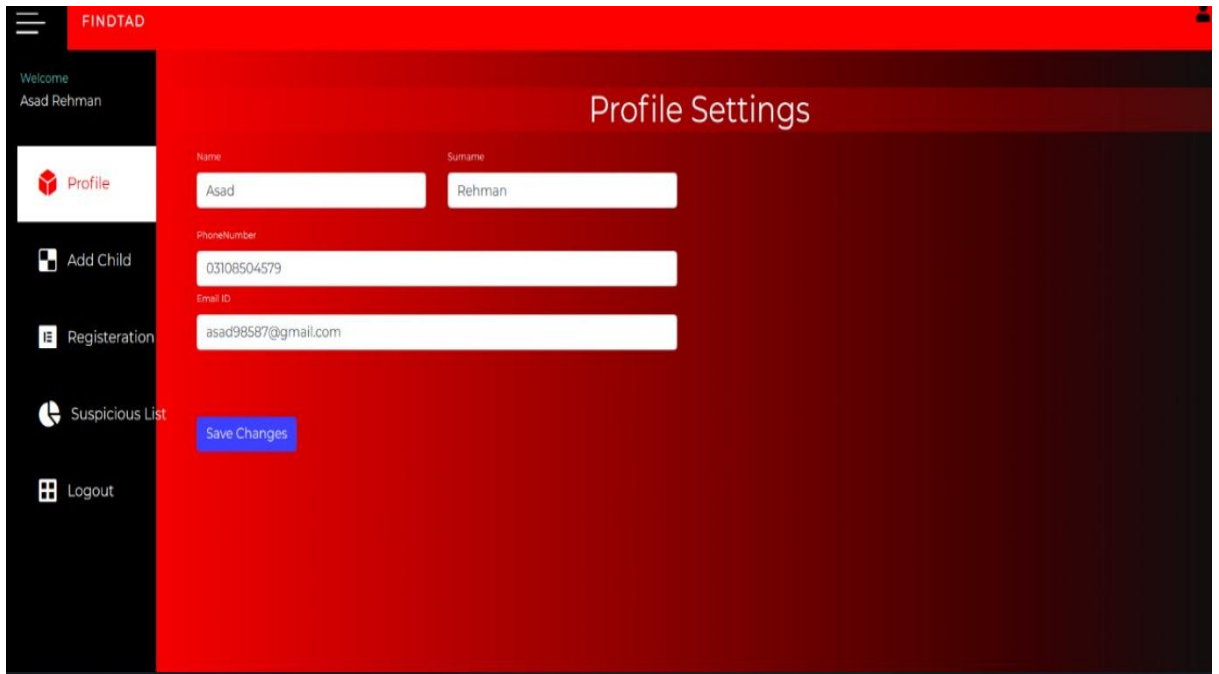 FINDTAD
Welcome
Asad Rehman
Profile
Add Child
Registeration
Suspicious List
Logout
Profile Settings
Name
Surname
Asad
Rehman
PhoneNumber
03108504579
Email ID
asad98587@gmail.com
Save Changes